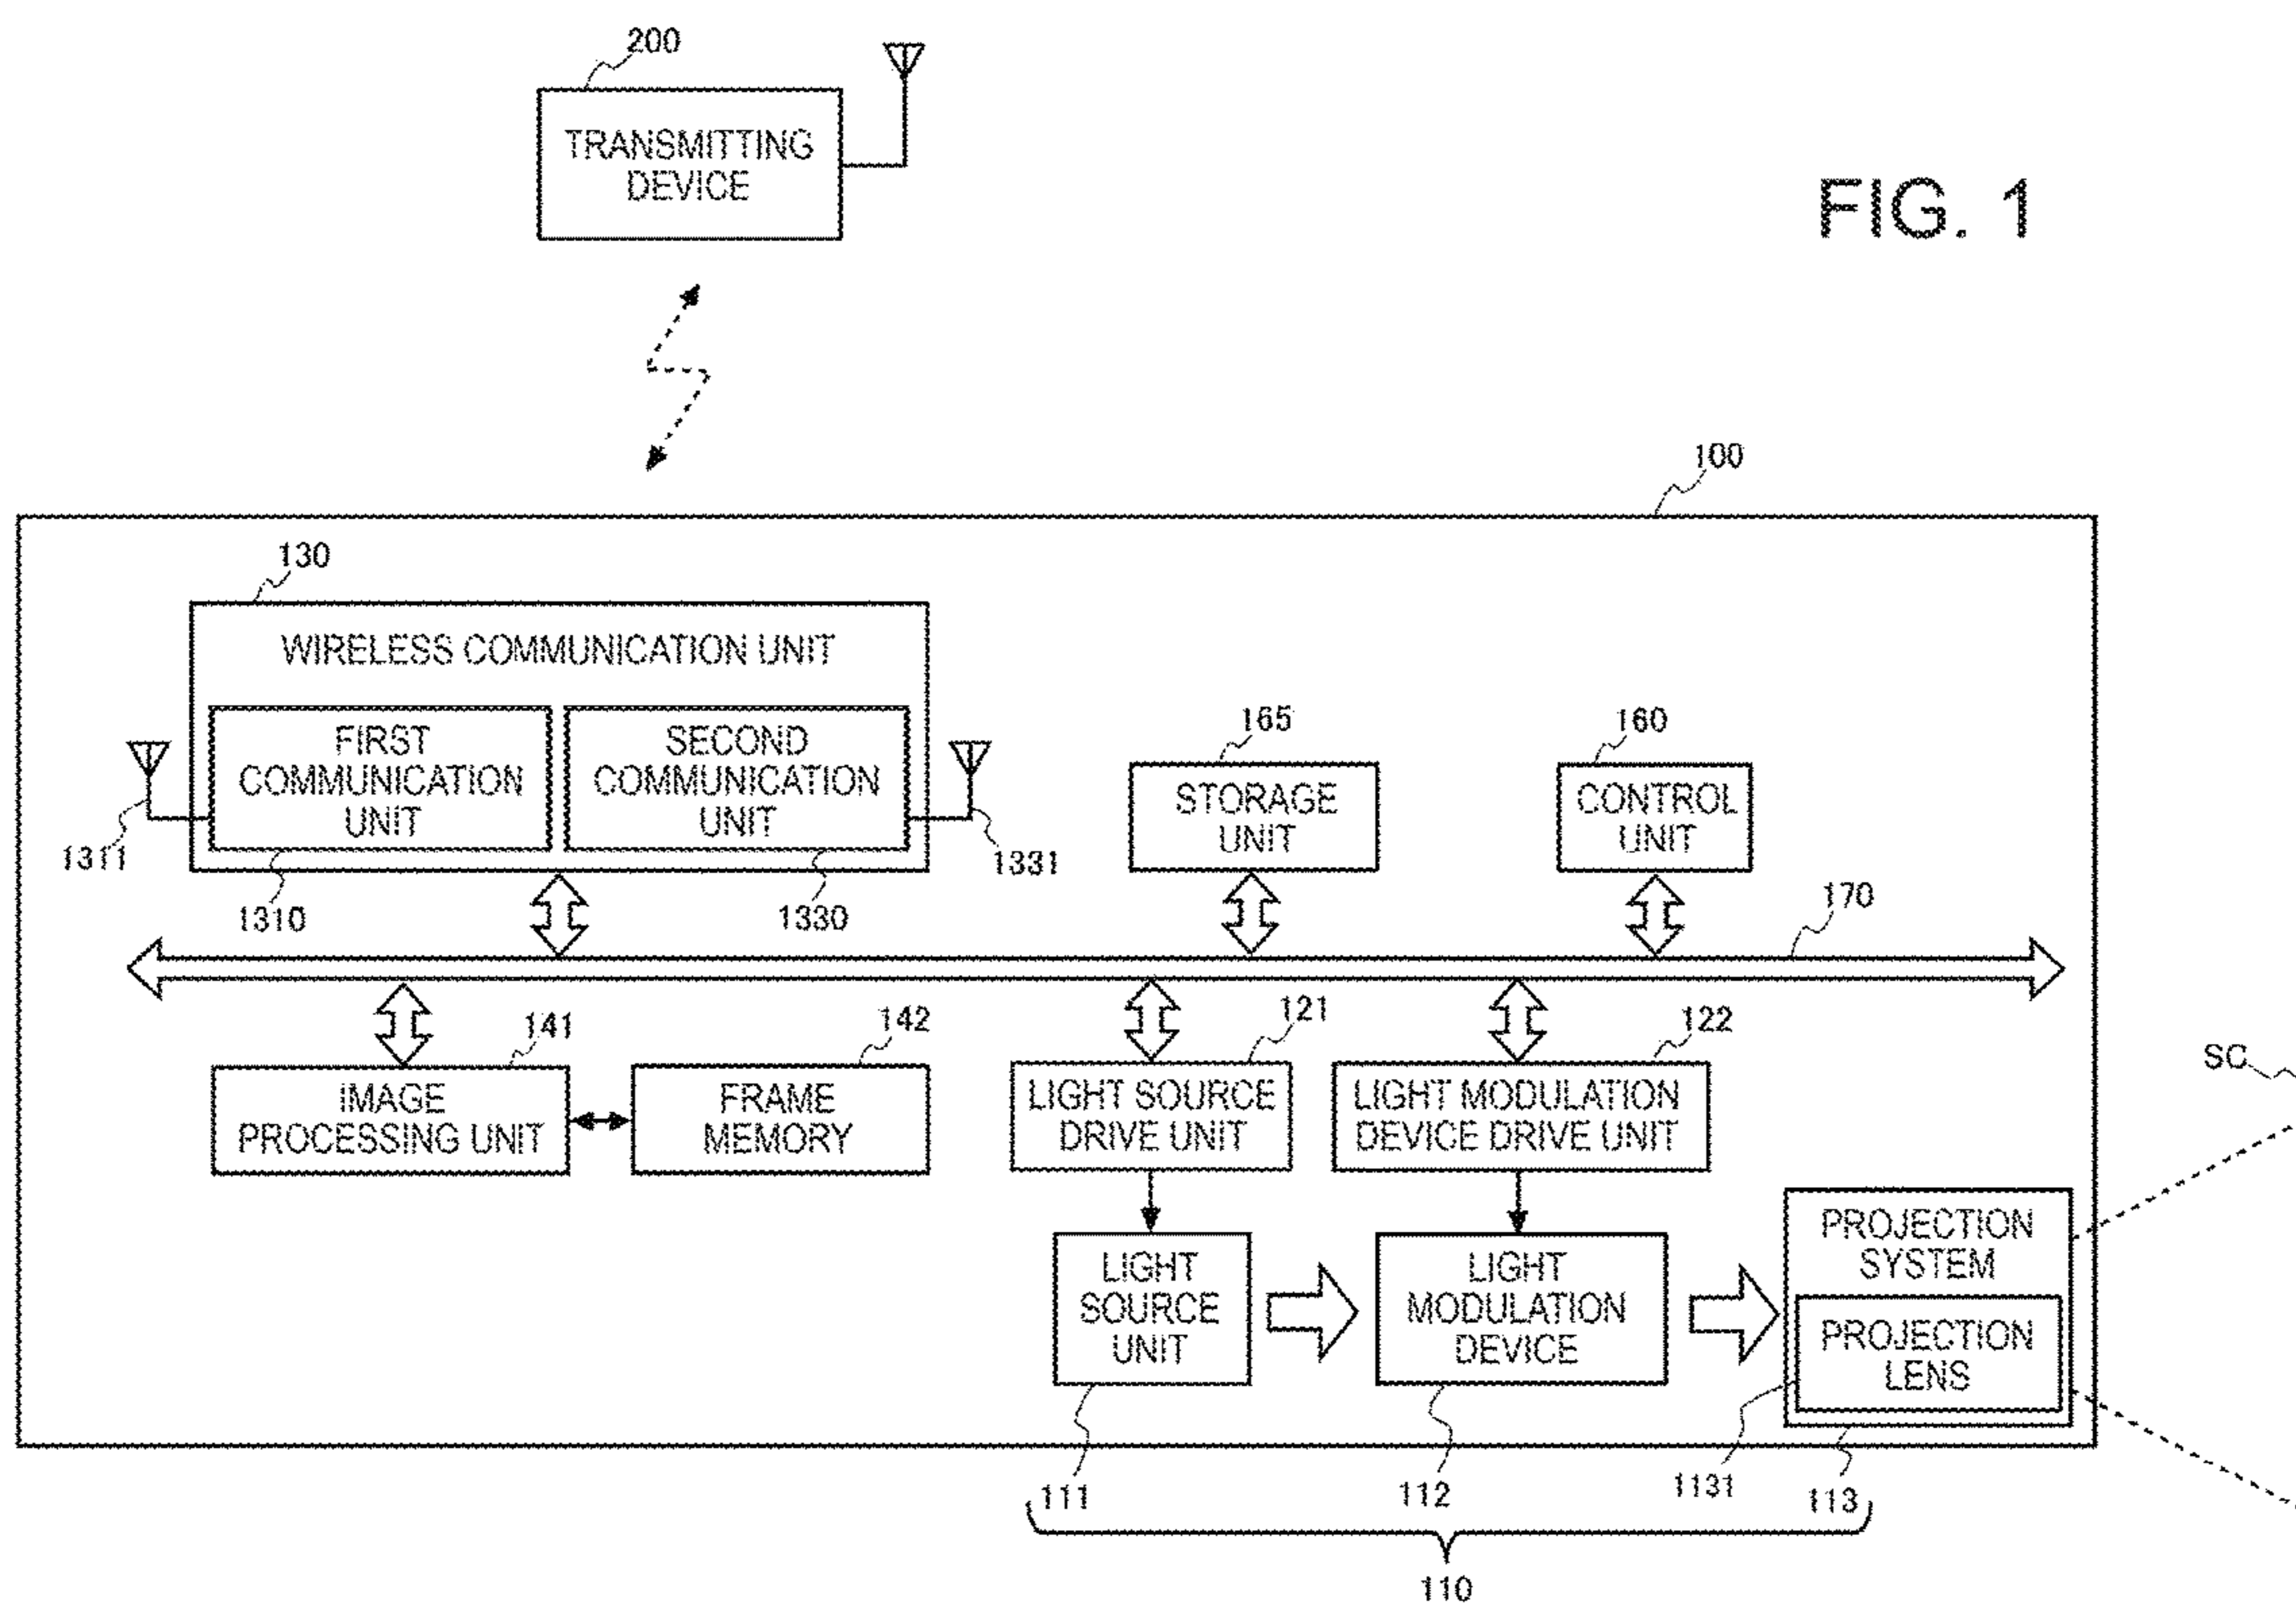 200
TRANSMITTING
DEVICE
FIG. 1
100
130
WIRELESS COMMUNICATION UNIT
FIRST
COMMUNICATION
UNIT
SECOND
COMMUNICATION
UNIT
1311
1310
1330
1331
165
STORAGE
UNIT
160
CONTROL
UNIT
170
141
IMAGE
PROCESSING UNIT
142
FRAME
MEMORY
121
LIGHT SOURCE
DRIVE UNIT
122
LIGHT MODULATION
DEVICE DRIVE UNIT
SC
LIGHT
SOURCE
UNIT
LIGHT
MODULATION
DEVICE
PROJECTION
SYSTEM
PROJECTION
LENS
111
112
1131
113
110